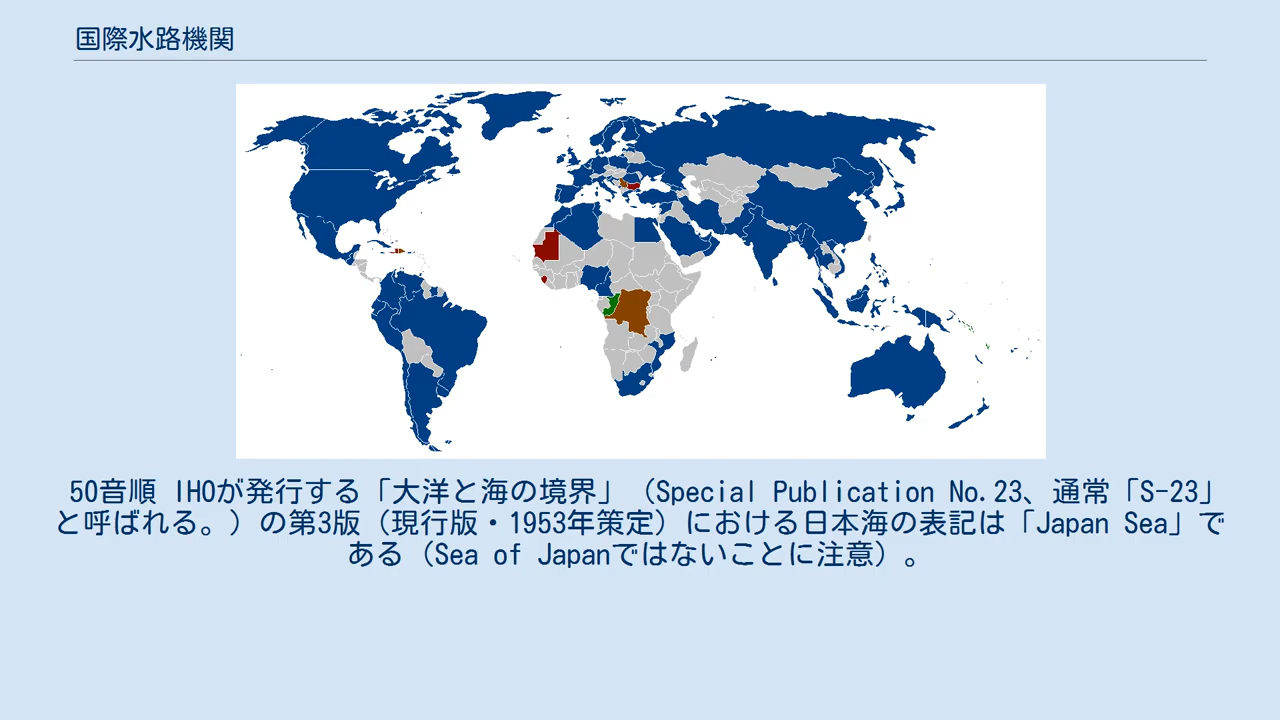 国際水路機関
50音順 IHOが発行する「大洋と海の境界」（Special Publication No.23、通常「S-23」
と呼ばれる。）の第3版（現行版・1953年策定）における日本海の表記は「Japan Sea」で
ある（Sea of Japanではないことに注意）。